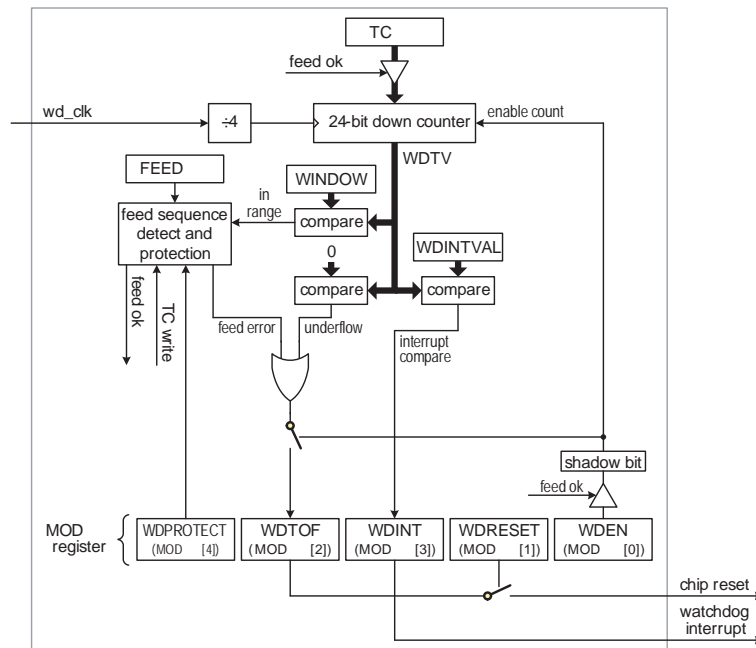 TC
feed ok
wd_clk
÷4
24-bit down counter
enable count
WDTV
FEED
WINDOW
in
range
feed sequence
detect and
protection
compare
WDINTVAL
0
compare
compare
feed ok
TC write
feed error
underflow
interrupt
compare
shadow bit
feed ok
MOD
register
WDPROTECT
(MOD [4])
WDTOF
(MOD [2])
WDINT
(MOD [3])
WDRESET
(MOD [1])
WDEN
(MOD [0])
chip reset
watchdog
interrupt